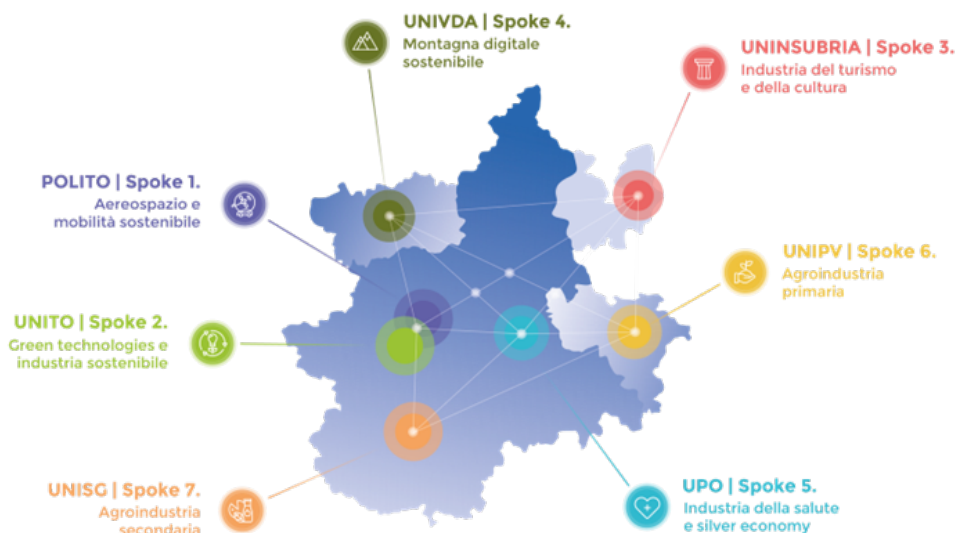 UNIVDA | Spoke 4.
Montagna digitale
sostenibile
UNINSUBRIA | Spoke 3.
Industria del turismo
e della cultura
POLITO | Spoke 1.
Aereospazio e
mobilità sostenibile
UNIPV | Spoke 6.
Agroindustria
primaria
UNITO | Spoke 2.
Green technologies e
industria sostenibile
UNISG | Spoke 7.
Agroindustria
secondaria
UPO | Spoke 5.
Industria della salute
e silver economy